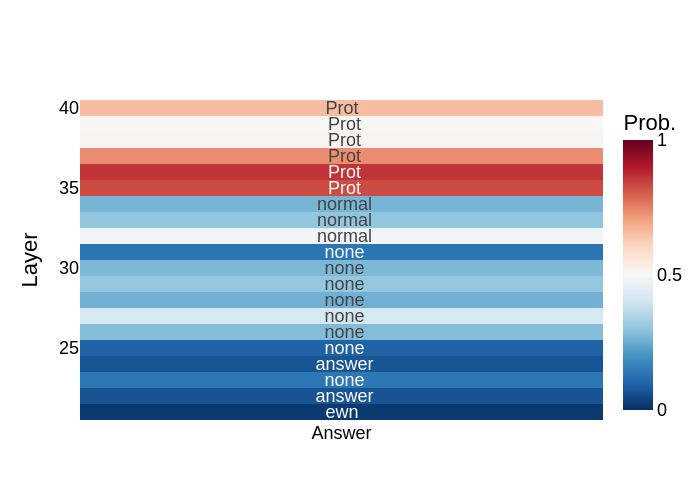 Prob.
40
35
30
25
Layer
Prot
Prot
Prot
Prot
Prot
Prot
normal
normal
normal
none
none
none
none
none
none
none
answer
none
answer
ewn
Answer
1
0.5
0